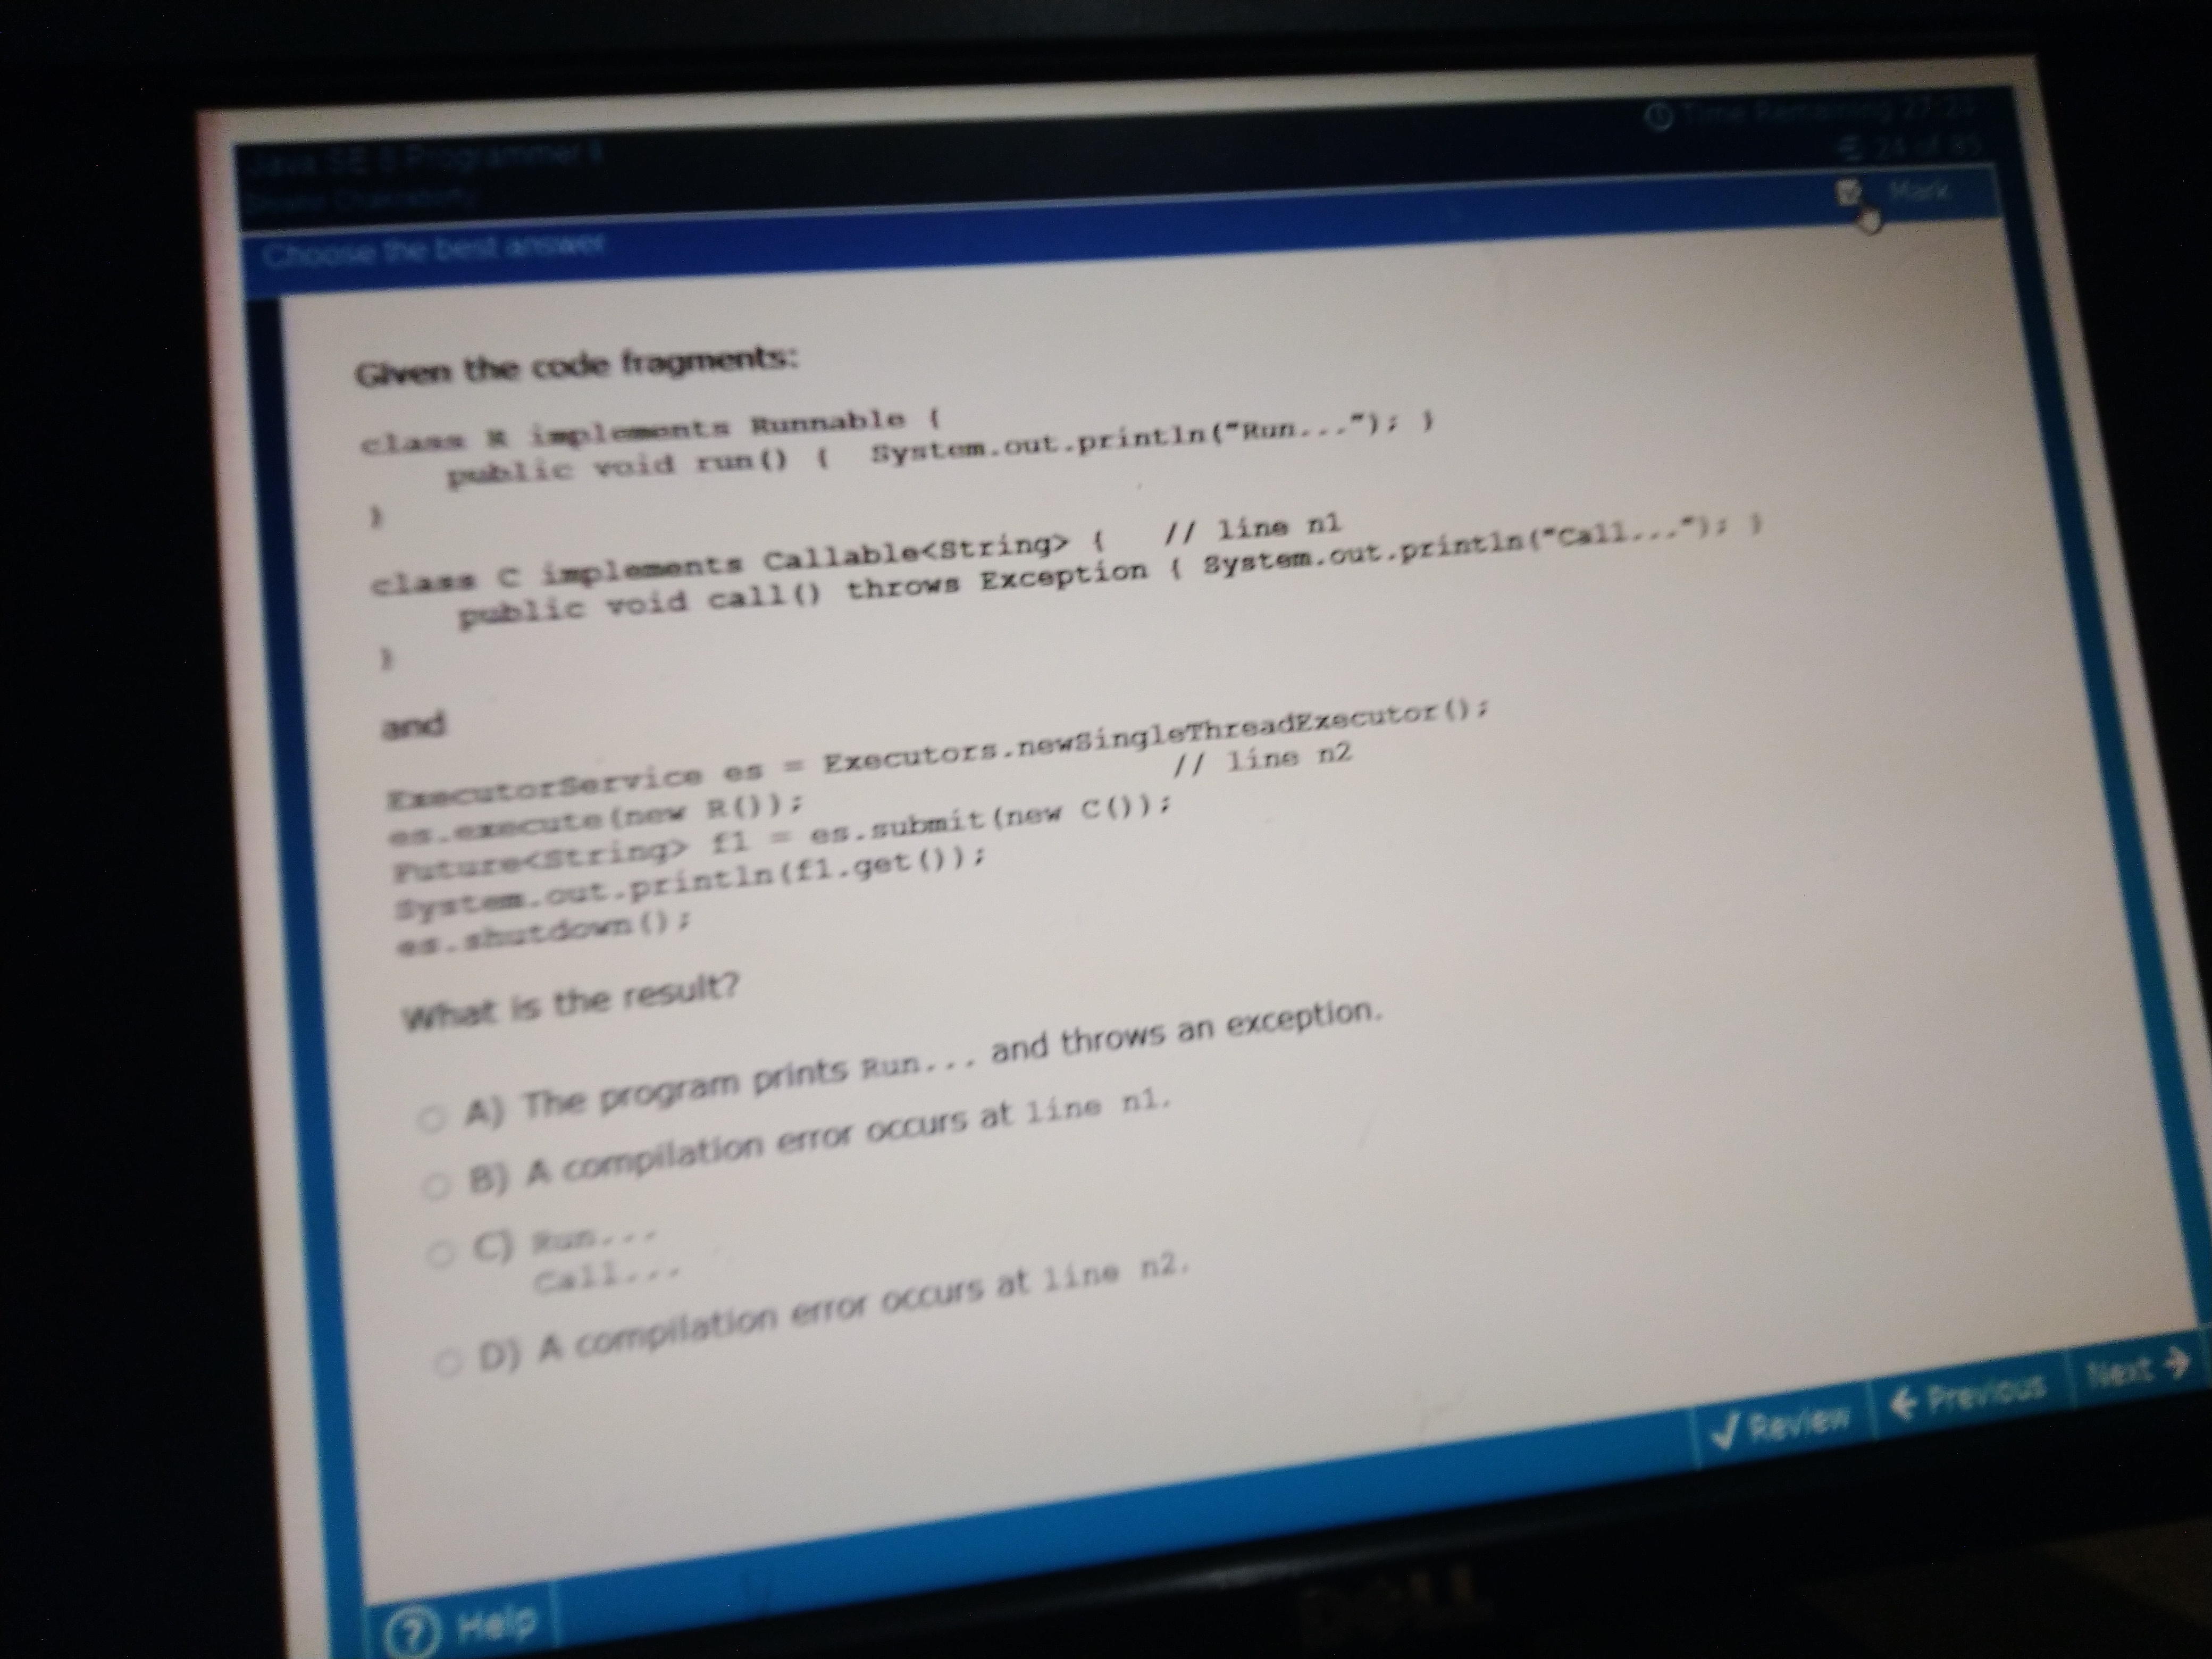 Java SE 8 Programmer II
Time Remaining 27:23
24 of 85
Mark
Choose the best answer
Given the code fragments:
class R implements Runnable {
public void run() { System.out.println("Run..."); }
}
class C implements Callable<String> { // line n1
public void call() throws Exception { System.out.println("Call..."); }
}
and
ExecutorService es = Executors.newSingleThreadExecutor();
es.execute(new R()); // line n2
Future<String> f1 = es.submit(new C());
System.out.println(f1.get());
es.shutdown();
What is the result?
A) The program prints Run... and throws an exception.
B) A compilation error occurs at line n1.
C) Run...
Call...
D) A compilation error occurs at line n2.
Review
Previous
Next
Help
DELL